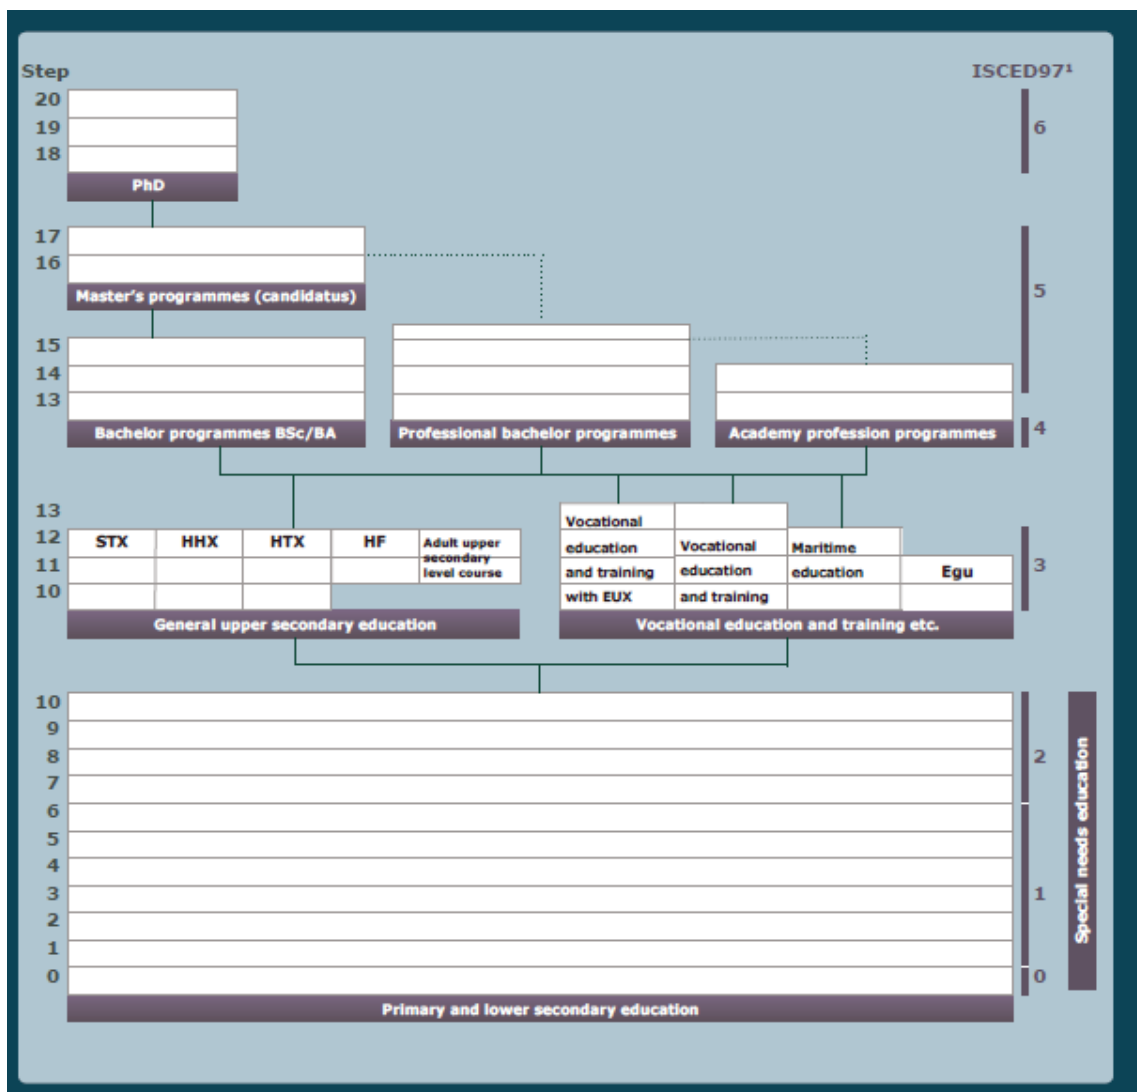 Step
ISCED97¹
20
19
6
18
PhD
17
16
Master's programmes (candidatus)
5
15
14
13
Bachelor programmes BSc/BA
Professional bachelor programmes
Academy profession programmes
4
13
12
11
10
STX
HHX
HTX
HF
Adult upper
secondary
level course
General upper secondary education
Vocational
education
and training
with EUX
Vocational
education
and training
Maritime
education
Egu
3
Vocational education and training etc.
10
9
8
7
6
5
4
3
2
1
0
2
1
0
Special needs education
Primary and lower secondary education